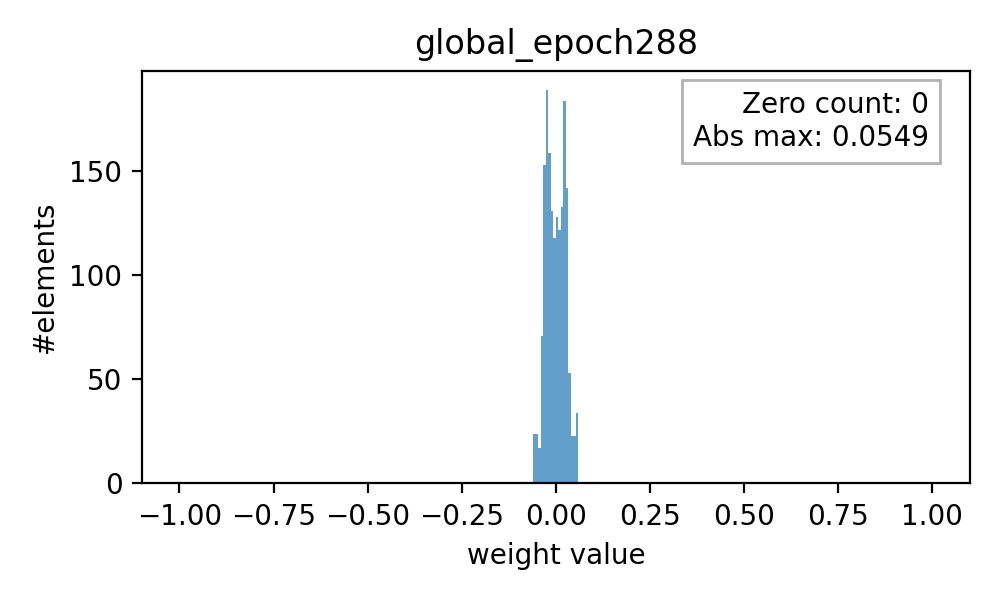 global_epoch288
Zero count: 0
Abs max: 0.0549
#elements
150
100
50
0
−1.00 −0.75 −0.50 −0.25 0.00 0.25 0.50 0.75 1.00
weight value